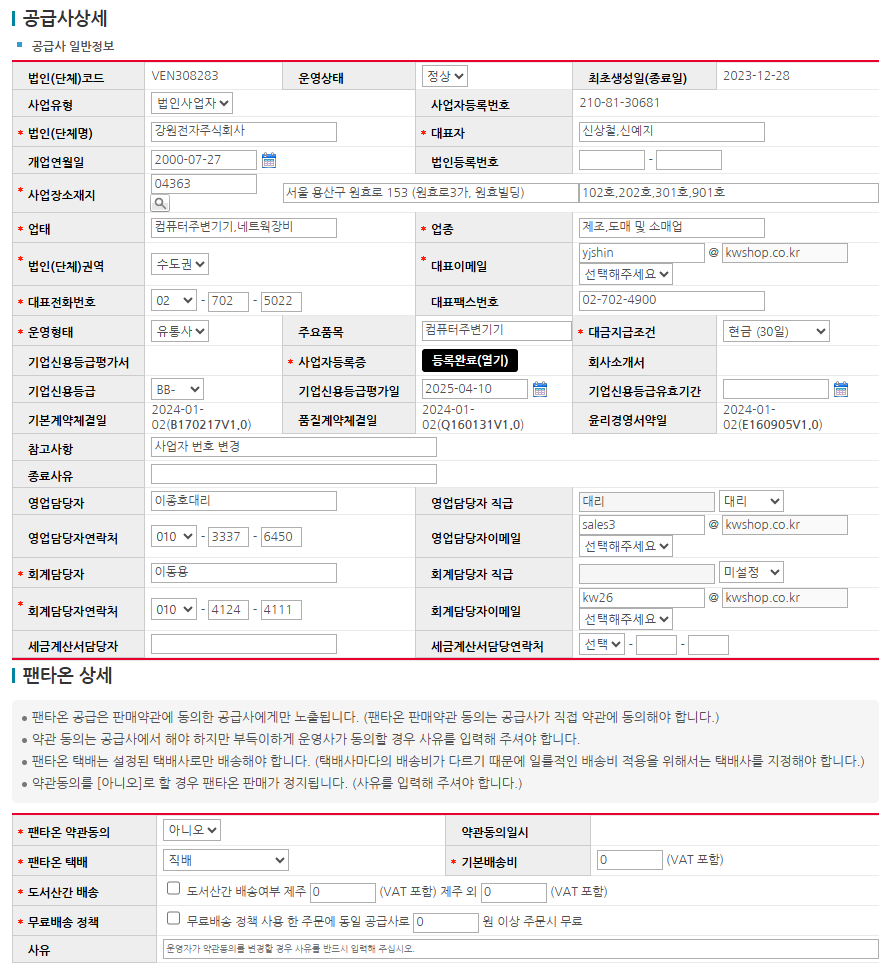 공급사상세
공급사 일반정보
법인(단체)코드 VEN308283 운영상태 정상 최초생성일(종료일) 2023-12-28
사업유형 법인사업자 사업자등록번호 210-81-30681
* 법인(단체명) 강원전자주식회사 * 대표자 신상철,신예지
개업연월일 2000-07-27 법인등록번호 -
* 사업장소재지 04363 서울 용산구 원효로 153 (원효로3가, 원효빌딩) 102호,202호,301호,901호
* 업태 컴퓨터주변기기,네트웍장비 * 업종 제조,도매 및 소매업
* 법인(단체)권역 수도권 * 대표이메일 yjshin @ kwshop.co.kr
선택해주세요
* 대표전화번호 02 - 702 - 5022 대표팩스번호 02-702-4900
* 운영형태 유통사 주요품목 컴퓨터주변기기 * 대금지급조건 현금 (30일)
기업신용등급평가서 * 사업자등록증 등록완료(열기) 회사소개서
기업신용등급 BB- 기업신용등급평가일 2025-04-10 기업신용등급유효기간
기본계약체결일 2024-01-02(B170217V1.0) 품질계약체결일 2024-01-02(Q160131V1.0) 윤리경영서약일 2024-01-02(E160905V1.0)
참고사항 사업자 번호 변경
종료사유
영업담당자 이종호대리 영업담당자 직급 대리 대리
영업담당자연락처 010 - 3337 - 6450 영업담당자이메일 sales3 @ kwshop.co.kr
선택해주세요
* 회계담당자 이동용 회계담당자 직급 미설정
* 회계담당자연락처 010 - 4124 - 4111 회계담당자이메일 kw26 @ kwshop.co.kr
선택해주세요
세금계산서담당자 세금계산서담당연락처 선택 - -
팬타온 상세
● 팬타온 공급은 판매약관에 동의한 공급사에게만 노출됩니다. (팬타온 판매약관 동의는 공급사가 직접 약관에 동의해야 합니다.)
● 약관 동의는 공급사에서 해야 하지만 부득이하게 운영사가 동의할 경우 사유를 입력해 주셔야 합니다.
● 팬타온 택배는 설정된 택배사로만 배송해야 합니다. (택배사마다의 배송비가 다르기 때문에 일률적인 배송비 적용을 위해서는 택배사를 지정해야 합니다.)
● 약관동의를 [아니오]로 할 경우 팬타온 판매가 정지됩니다. (사유를 입력해 주셔야 합니다.)
* 팬타온 약관동의 아니오 약관동의일시
* 팬타온 택배 직배 * 기본배송비 0 (VAT 포함)
* 도서산간 배송 도서산간 배송여부 제주 0 (VAT 포함) 제주 외 0 (VAT 포함)
* 무료배송 정책 무료배송 정책 사용 한 주문에 동일 공급사로 0 원 이상 주문시 무료
사유 운영자가 약관동의를 변경할 경우 사유를 반드시 입력해 주십시오.